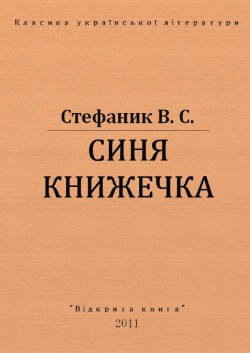 Класика української літератури
Стефаник В. С.
СИНЯ
КНИЖЕЧКА
"Відкрита книга"
2011